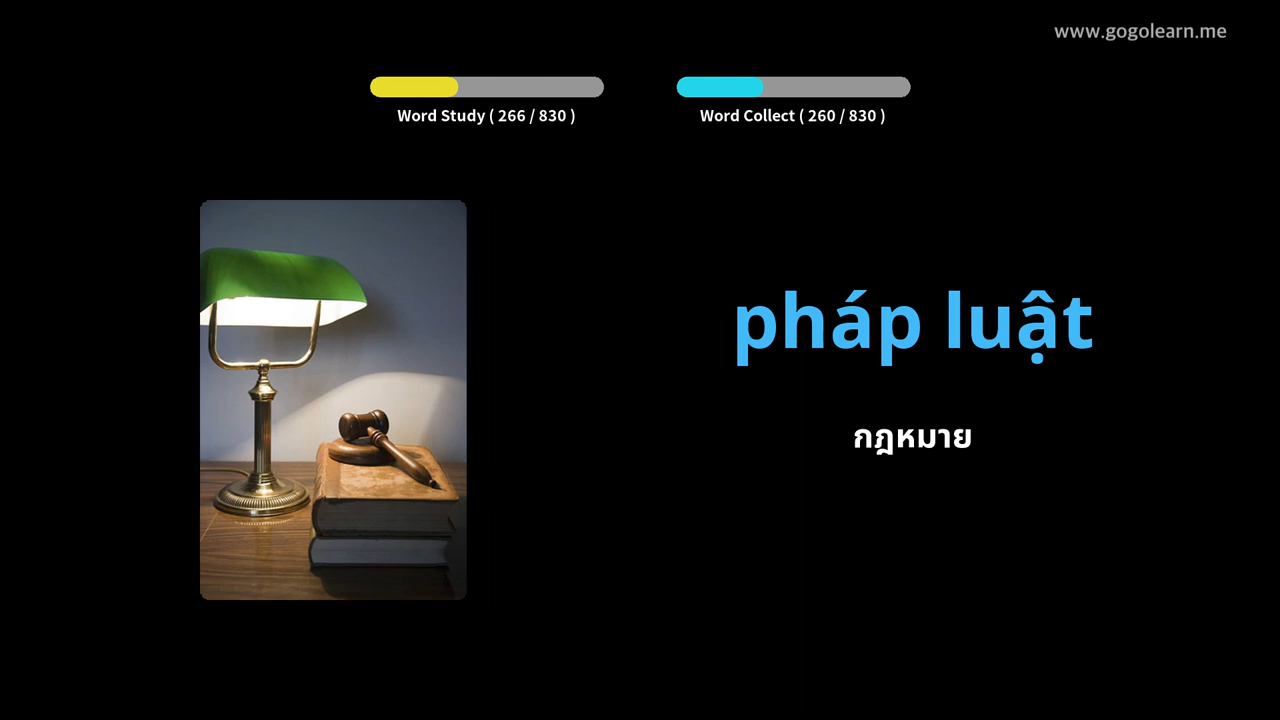 www.gogolearn.me
Word Study ( 266 / 830 )
Word Collect ( 260 / 830 )
pháp luật
กฎหมาย